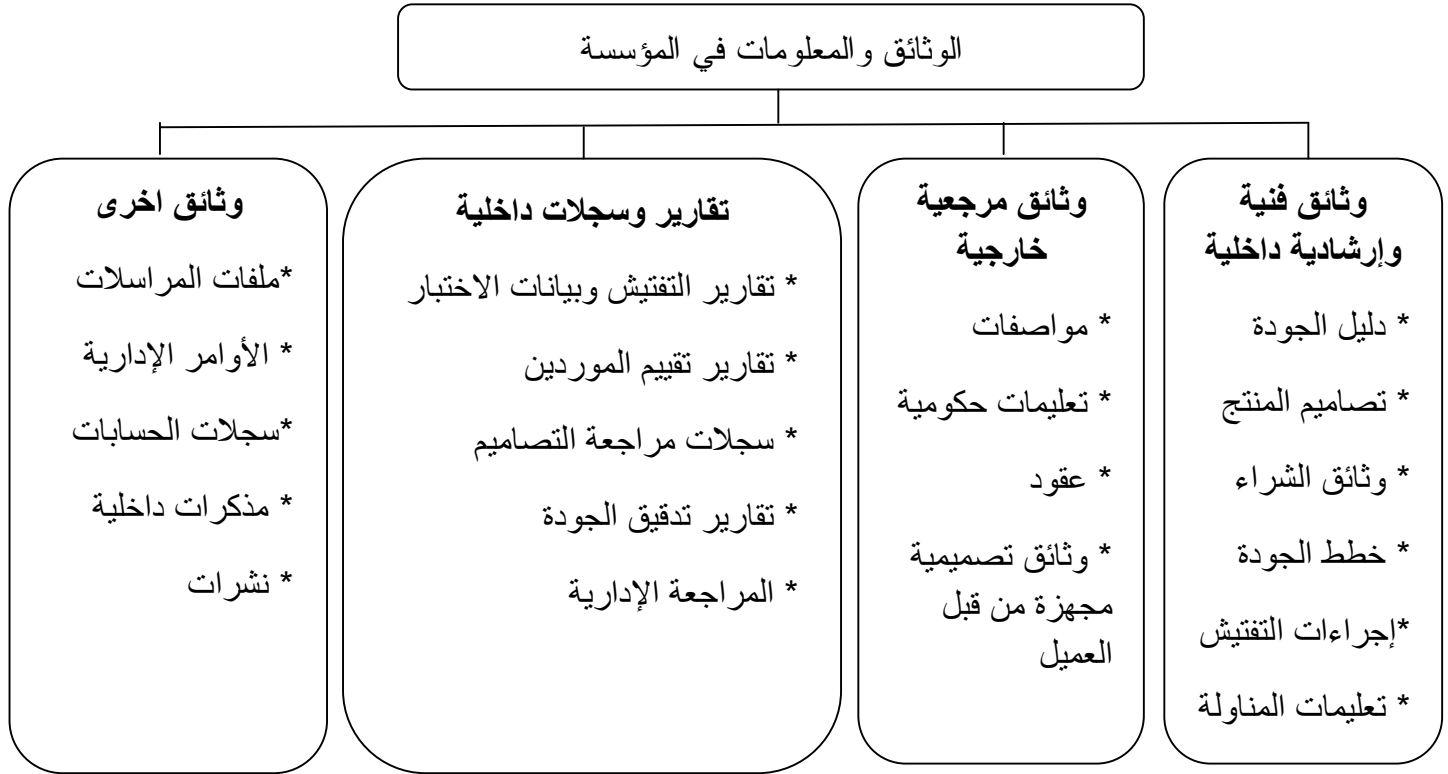 الوثائق والمعلومات في المؤسسة
وثائق فنية
وإرشادية داخلية
* دليل الجودة
* تصاميم المنتج
* وثائق الشراء
* خطط الجودة
*إجراءات التفتيش
* تعليمات المناولة
وثائق مرجعية
خارجية
* مواصفات
* تعليمات حكومية
* عقود
* وثائق تصميمية
مجهزة من قبل
العميل
تقارير وسجلات داخلية
* تقارير التفتيش وبيانات الاختبار
* تقارير تقييم الموردين
* سجلات مراجعة التصاميم
* تقارير تدقيق الجودة
* المراجعة الإدارية
وثائق اخرى
*ملفات المراسلات
* الأوامر الإدارية
*سجلات الحسابات
* مذكرات داخلية
* نشرات